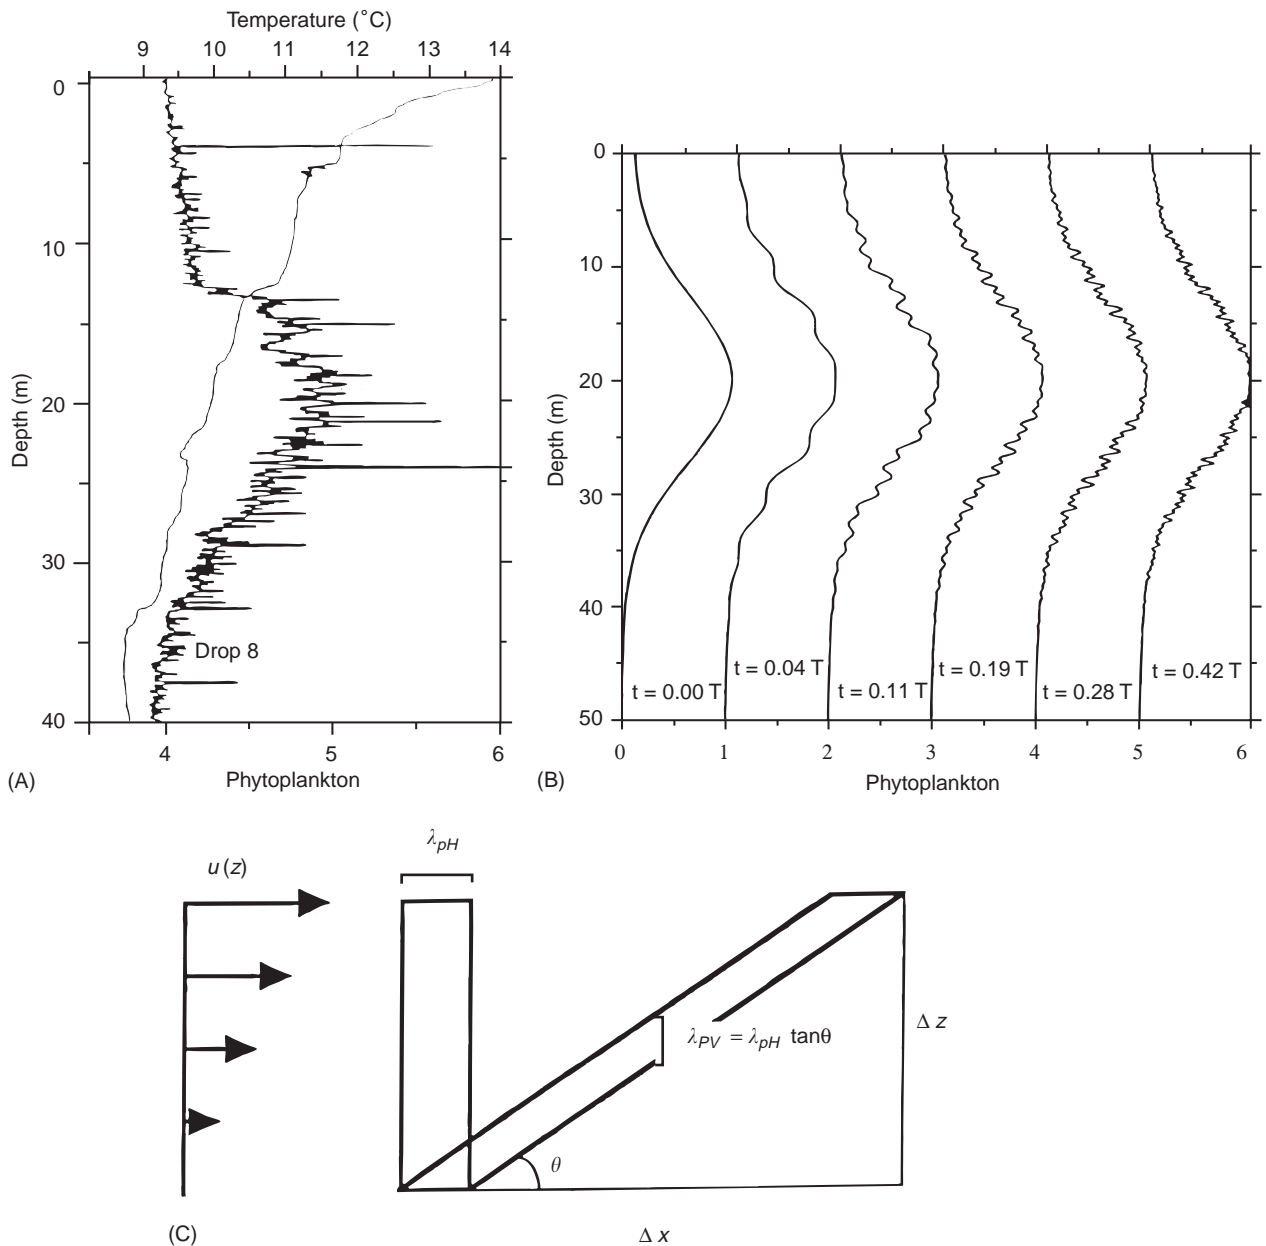 Temperature (˚C)
9 10 11 12 13 14
0
10
20
30
40
Depth (m)
Drop 8
4 5 6
Phytoplankton
(A)
0
10
20
30
40
50
Depth (m)
t = 0.00 T
t = 0.04 T
t = 0.11 T
t = 0.19 T
t = 0.28 T
t = 0.42 T
0 1 2 3 4 5 6
Phytoplankton
(B)
u (z)
λpH
λPV = λpH tanθ
Δ z
θ
Δ x
(C)